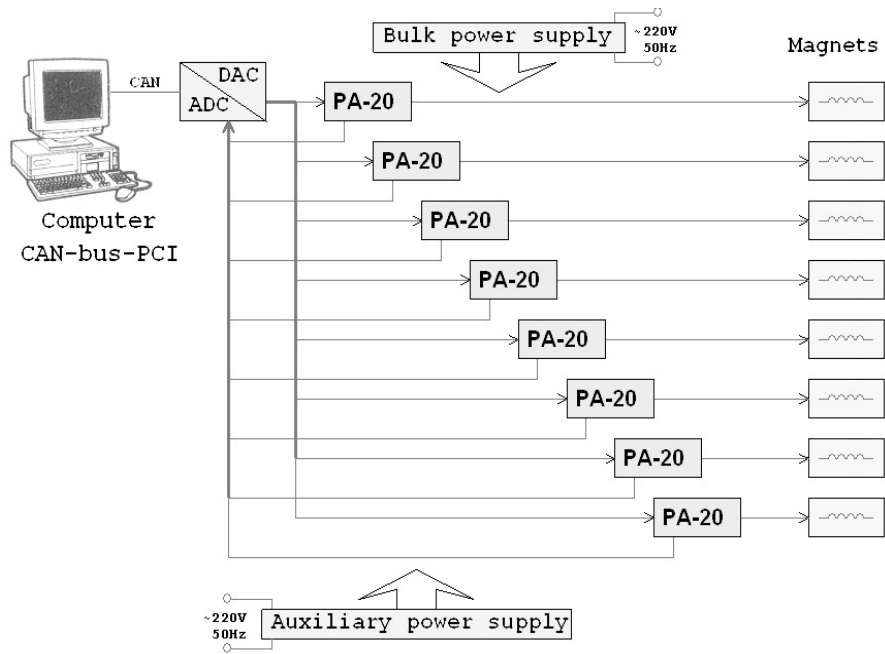 Bulk power supply
~220V
50Hz
Magnets
CAN
DAC
ADC
PA-20
PA-20
Computer
CAN-bus-PCI
PA-20
PA-20
PA-20
PA-20
PA-20
PA-20
~220V
50Hz
Auxiliary power supply